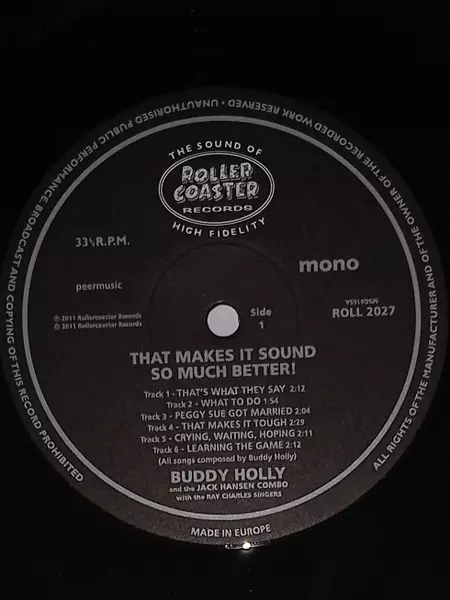 ALL RIGHTS OF THE MANUFACTURER AND OF THE OWNER OF THE RECORDED WORK RESERVED • UNAUTHORISED PUBLIC PERFORMANCE, BROADCAST AND COPYING OF THIS RECORD PROHIBITED
THE SOUND OF
ROLLER
COASTER
RECORDS
HIGH FIDELITY
33⅓ R.P.M.
mono
peermusic
℗ 2011 Rollercoaster Records
© 2011 Rollercoaster Records
Side
1
ROLL 2027
THAT MAKES IT SOUND
SO MUCH BETTER!
Track 1 - THAT'S WHAT THEY SAY 2:12
Track 2 - WHAT TO DO 1:54
Track 3 - PEGGY SUE GOT MARRIED 2:04
Track 4 - THAT MAKES IT TOUGH 2:29
Track 5 - CRYING, WAITING, HOPING 2:11
Track 6 - LEARNING THE GAME 2:12
(All songs composed by Buddy Holly)
BUDDY HOLLY
and the JACK HANSEN COMBO
with the RAY CHARLES SINGERS
MADE IN EUROPE